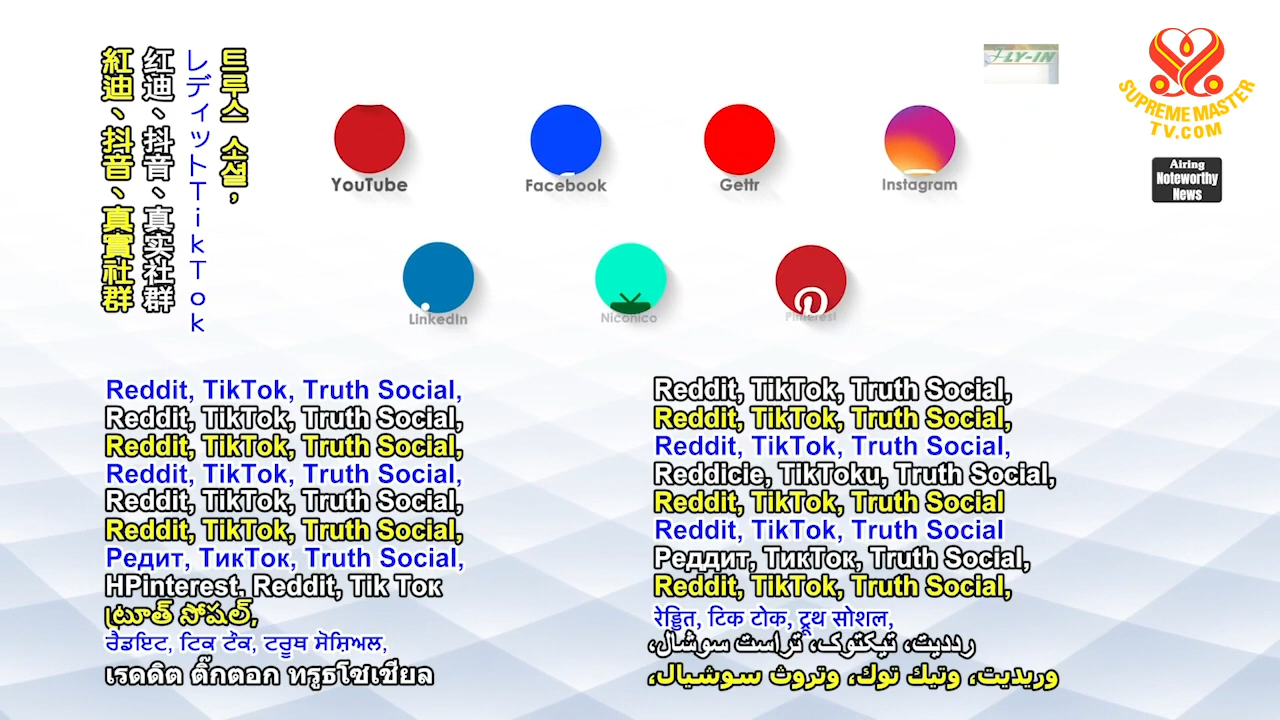 紅迪、抖音、真實社群
红迪、抖音、真实社群
レディットTikTok
트루스 소셜,
FLY-IN
SUPREME MASTER
TV.COM
Airing
Noteworthy
News
YouTube
Facebook
Gettr
Instagram
LinkedIn
Niconico
Pinterest
Reddit, TikTok, Truth Social,
Reddit, TikTok, Truth Social,
Reddit, TikTok, Truth Social,
Reddit, TikTok, Truth Social,
Reddit, TikTok, Truth Social,
Reddit, TikTok, Truth Social,
Редит, ТикТок, Truth Social,
HPinterest, Reddit, Tik Ток
ட்ரூத் ஸோஷல்,
ਰੈਡਇਟ, ਟਿਕ ਟੌਕ, ਟਰੂਥ ਸੋਸ਼ਿਅਲ,
เรดดิต ติ๊กตอก ทรูธโซเชียล
Reddit, TikTok, Truth Social,
Reddit, TikTok, Truth Social,
Reddit, TikTok, Truth Social,
Reddicie, TikToku, Truth Social,
Reddit, TikTok, Truth Social
Reddit, TikTok, Truth Social
Реддит, ТикТок, Truth Social,
Reddit, TikTok, Truth Social,
रेड्डित, टिक टोक, ट्रूथ सोशल,
رددیت، تیکتوک، تراست سوشال،
وريديت، وتيك توك، وتروث سوشيال،